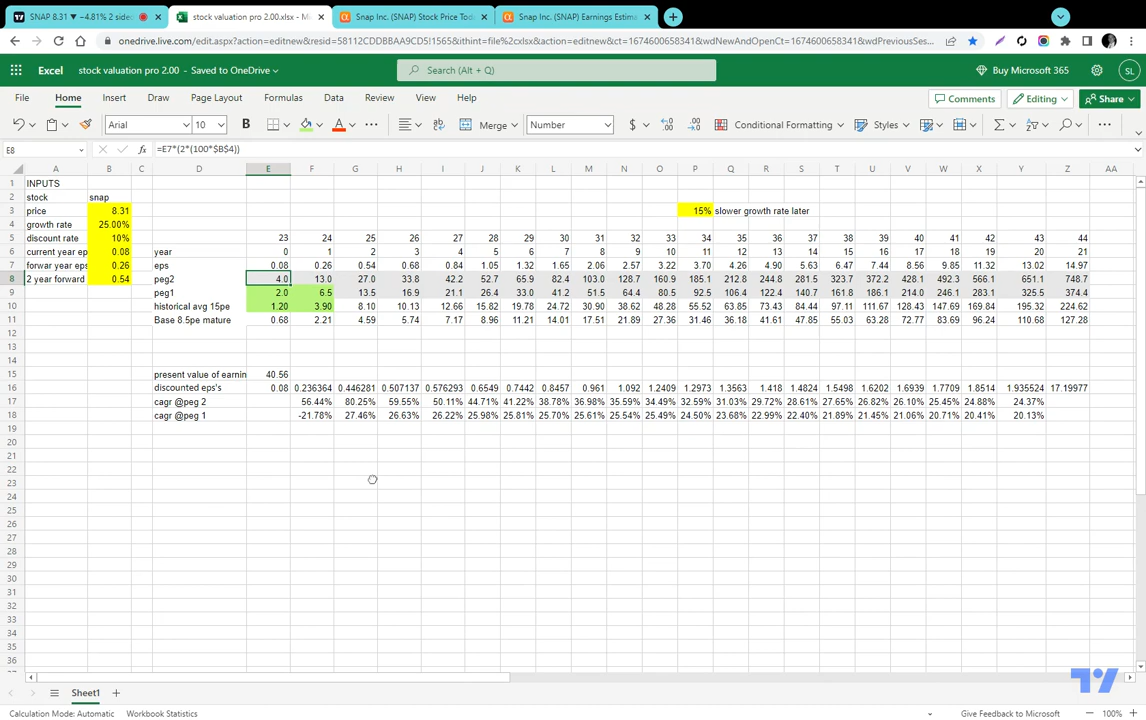 SNAP 8.31 ▼ −4.81% 2 side
stock valuation pro 2.00.xlsx - M
Snap Inc. (SNAP) Stock Price Tod
Snap Inc. (SNAP) Earnings Estima
onedrive.live.com/edit.aspx?action=editnew&resid=58112CDDBBAA9CD5!1565&ithint=file%2cxlsx&action=editnew&ct=1674600658341&wdNewAndOpenCt=1674600658341&wdPreviousSes...
Excel stock valuation pro 2.00 - Saved to OneDrive Search (Alt + Q) Buy Microsoft 365 SL
File Home Insert Draw Page Layout Formulas Data Review View Help Comments Editing Share
Arial 10 B A Merge Number $ Conditional Formatting Styles
E8 fx =E7*(2*(100*$B$4))
A B C D E F G H I J K L M N O P Q R S T U V W X Y Z AA
1 INPUTS
2 stock snap
3 price 8.31 15% slower growth rate later
4 growth rate 25.00%
5 discount rate 10% 23 24 25 26 27 28 29 30 31 32 33 34 35 36 37 38 39 40 41 42 43 44
6 current year ep 0.08 year 0 1 2 3 4 5 6 7 8 9 10 11 12 13 14 15 16 17 18 19 20 21
7 forwar year eps 0.26 eps 0.08 0.26 0.54 0.68 0.84 1.05 1.32 1.65 2.06 2.57 3.22 3.70 4.26 4.90 5.63 6.47 7.44 8.56 9.85 11.32 13.02 14.97
8 2 year forward 0.54 peg2 4.0 13.0 27.0 33.8 42.2 52.7 65.9 82.4 103.0 128.7 160.9 185.1 212.8 244.8 281.5 323.7 372.2 428.1 492.3 566.1 651.1 748.7
9 peg1 2.0 6.5 13.5 16.9 21.1 26.4 33.0 41.2 51.5 64.4 80.5 92.5 106.4 122.4 140.7 161.8 186.1 214.0 246.1 283.1 325.5 374.4
10 historical avg 15pe 1.20 3.90 8.10 10.13 12.66 15.82 19.78 24.72 30.90 38.62 48.28 55.52 63.85 73.43 84.44 97.11 111.67 128.43 147.69 169.84 195.32 224.62
11 Base 8.5pe mature 0.68 2.21 4.59 5.74 7.17 8.96 11.21 14.01 17.51 21.89 27.36 31.46 36.18 41.61 47.85 55.03 63.28 72.77 83.69 96.24 110.68 127.28
12
13
14
15 present value of earnin 40.56
16 discounted eps's 0.08 0.236364 0.446281 0.507137 0.576293 0.6549 0.7442 0.8457 0.961 1.092 1.2409 1.2973 1.3563 1.418 1.4824 1.5498 1.6202 1.6939 1.7709 1.8514 1.935524 17.19977
17 cagr @peg 2 56.44% 80.25% 59.55% 50.11% 44.71% 41.22% 38.78% 36.98% 35.59% 34.49% 32.59% 31.03% 29.72% 28.61% 27.65% 26.82% 26.10% 25.45% 24.88% 24.37%
18 cagr @peg 1 -21.78% 27.46% 26.63% 26.22% 25.98% 25.81% 25.70% 25.61% 25.54% 25.49% 24.50% 23.68% 22.99% 22.40% 21.89% 21.45% 21.06% 20.71% 20.41% 20.13%
19
20
21
22
23
24
25
26
27
28
29
30
31
32
33
34
35
36
Sheet1
Calculation Mode: Automatic Workbook Statistics Give Feedback to Microsoft 100%